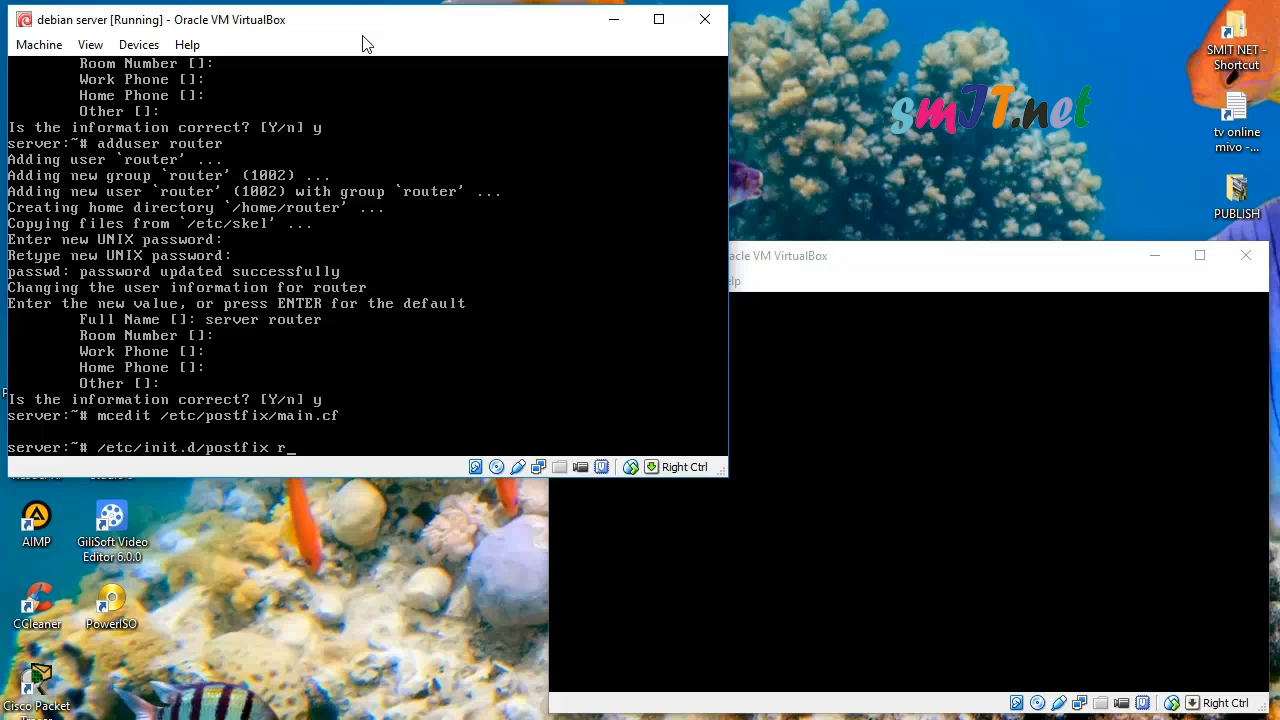 debian server [Running] - Oracle VM VirtualBox
Machine View Devices Help
Room Number []:
Work Phone []:
Home Phone []:
Other []:
Is the information correct? [Y/n] y
server:~# adduser router
Adding user `router' ...
Adding new group `router' (1002) ...
Adding new user `router' (1002) with group `router' ...
Creating home directory `/home/router' ...
Copying files from `/etc/skel' ...
Enter new UNIX password:
Retype new UNIX password:
passwd: password updated successfully
Changing the user information for router
Enter the new value, or press ENTER for the default
Full Name []: server router
Room Number []:
Work Phone []:
Home Phone []:
Other []:
Is the information correct? [Y/n] y
server:~# mcedit /etc/postfix/main.cf
server:~# /etc/init.d/postfix r_
Right Ctrl
smIT.net
SMIT NET -
Shortcut
tv online
mivo -...
PUBLISH
acle VM VirtualBox
elp
Right Ctrl
AIMP
GiliSoft Video
Editor 6.0.0
CCleaner
PowerISO
Cisco Packet